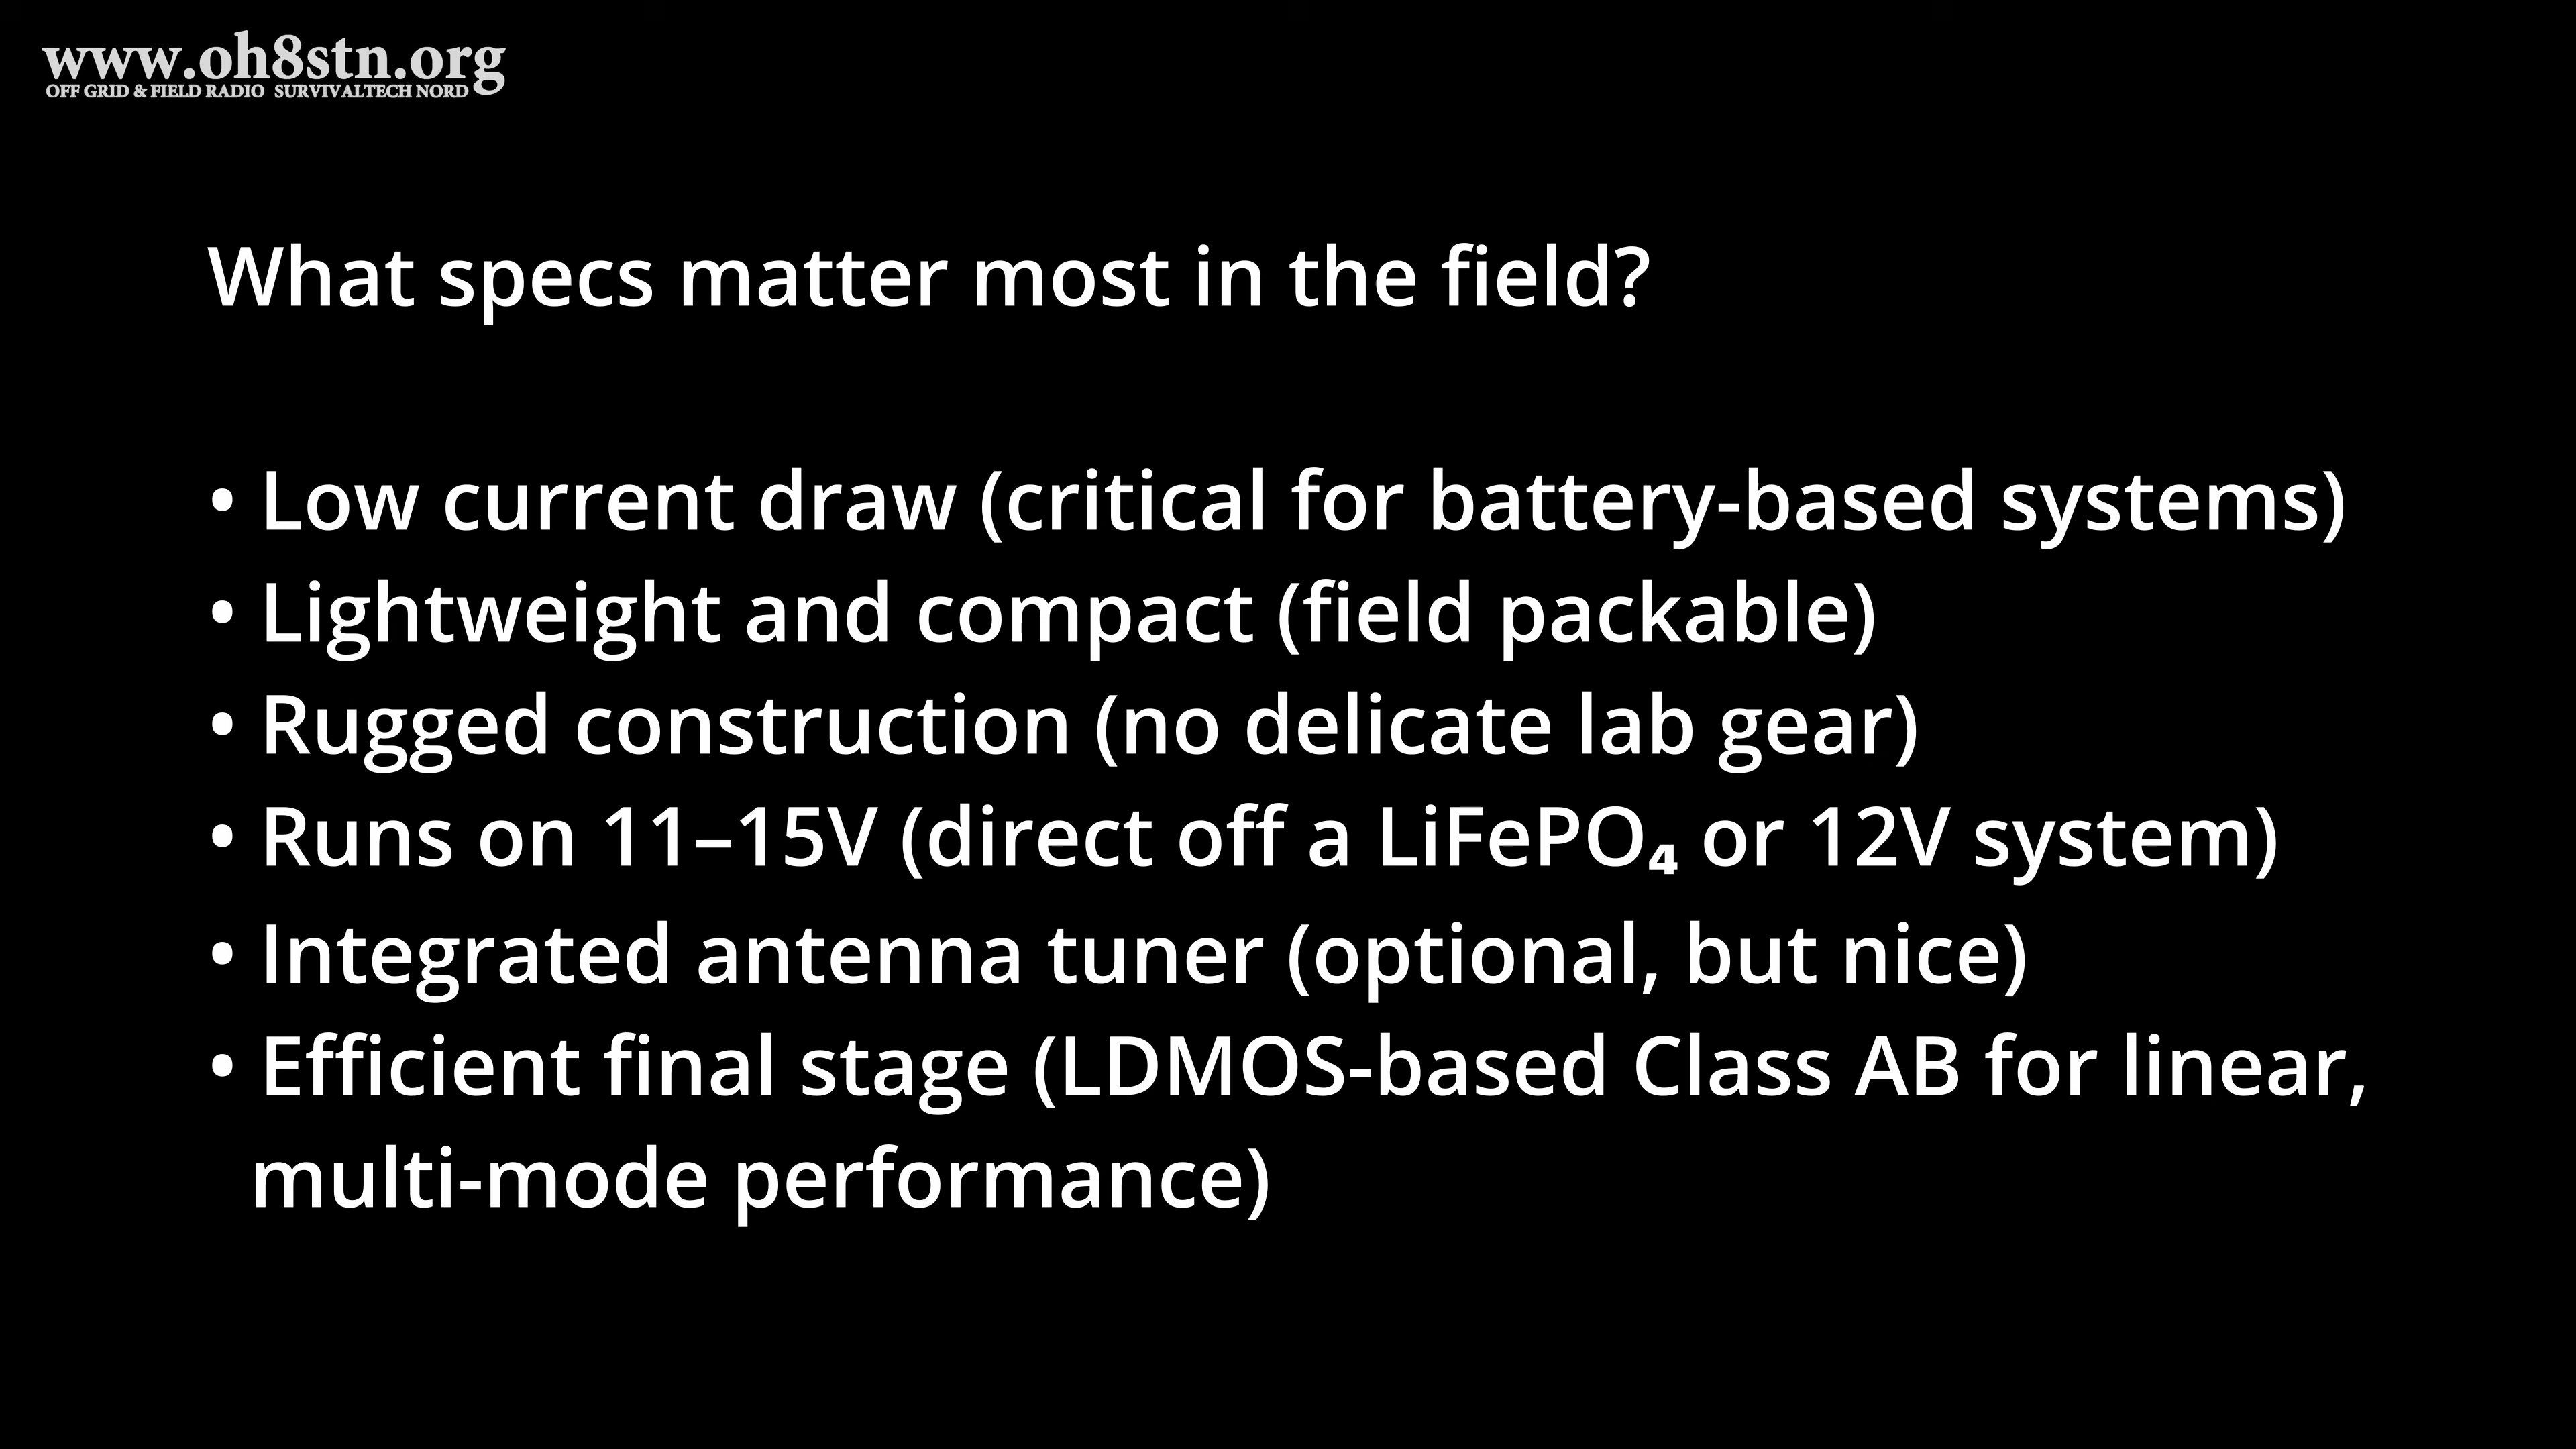 www.oh8stn.org
OFF GRID & FIELD RADIO SURVIVALTECH NORD
What specs matter most in the field?
• Low current draw (critical for battery-based systems)
• Lightweight and compact (field packable)
• Rugged construction (no delicate lab gear)
• Runs on 11–15V (direct off a LiFePO₄ or 12V system)
• Integrated antenna tuner (optional, but nice)
• Efficient final stage (LDMOS-based Class AB for linear,
multi-mode performance)